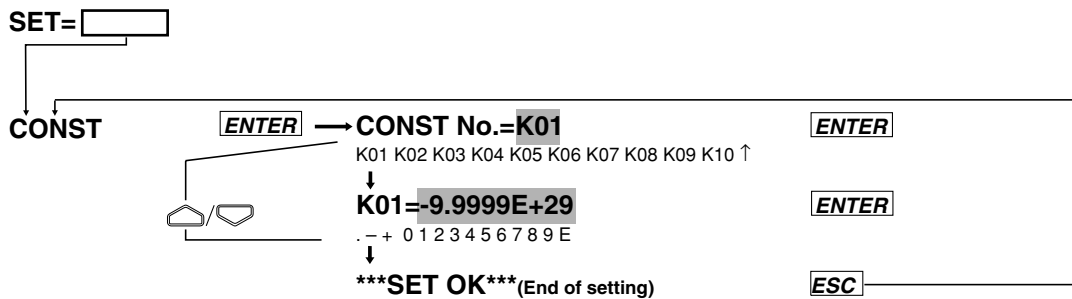 SET=
CONST ENTER CONST No.=K01 ENTER
K01 K02 K03 K04 K05 K06 K07 K08 K09 K10 ↑
K01=-9.9999E+29 ENTER
/
. – + 0 1 2 3 4 5 6 7 8 9 E
***SET OK***(End of setting) ESC